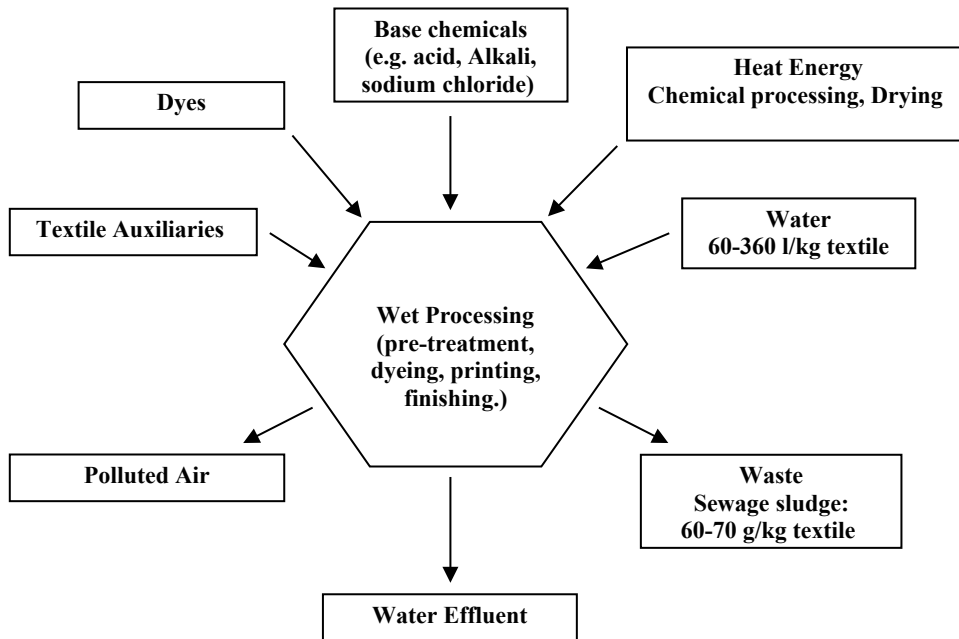 Base chemicals
(e.g. acid, Alkali,
sodium chloride)
Heat Energy
Chemical processing, Drying
Dyes
Textile Auxiliaries
Water
60-360 l/kg textile
Wet Processing
(pre-treatment,
dyeing, printing,
finishing.)
Polluted Air
Waste
Sewage sludge:
60-70 g/kg textile
Water Effluent